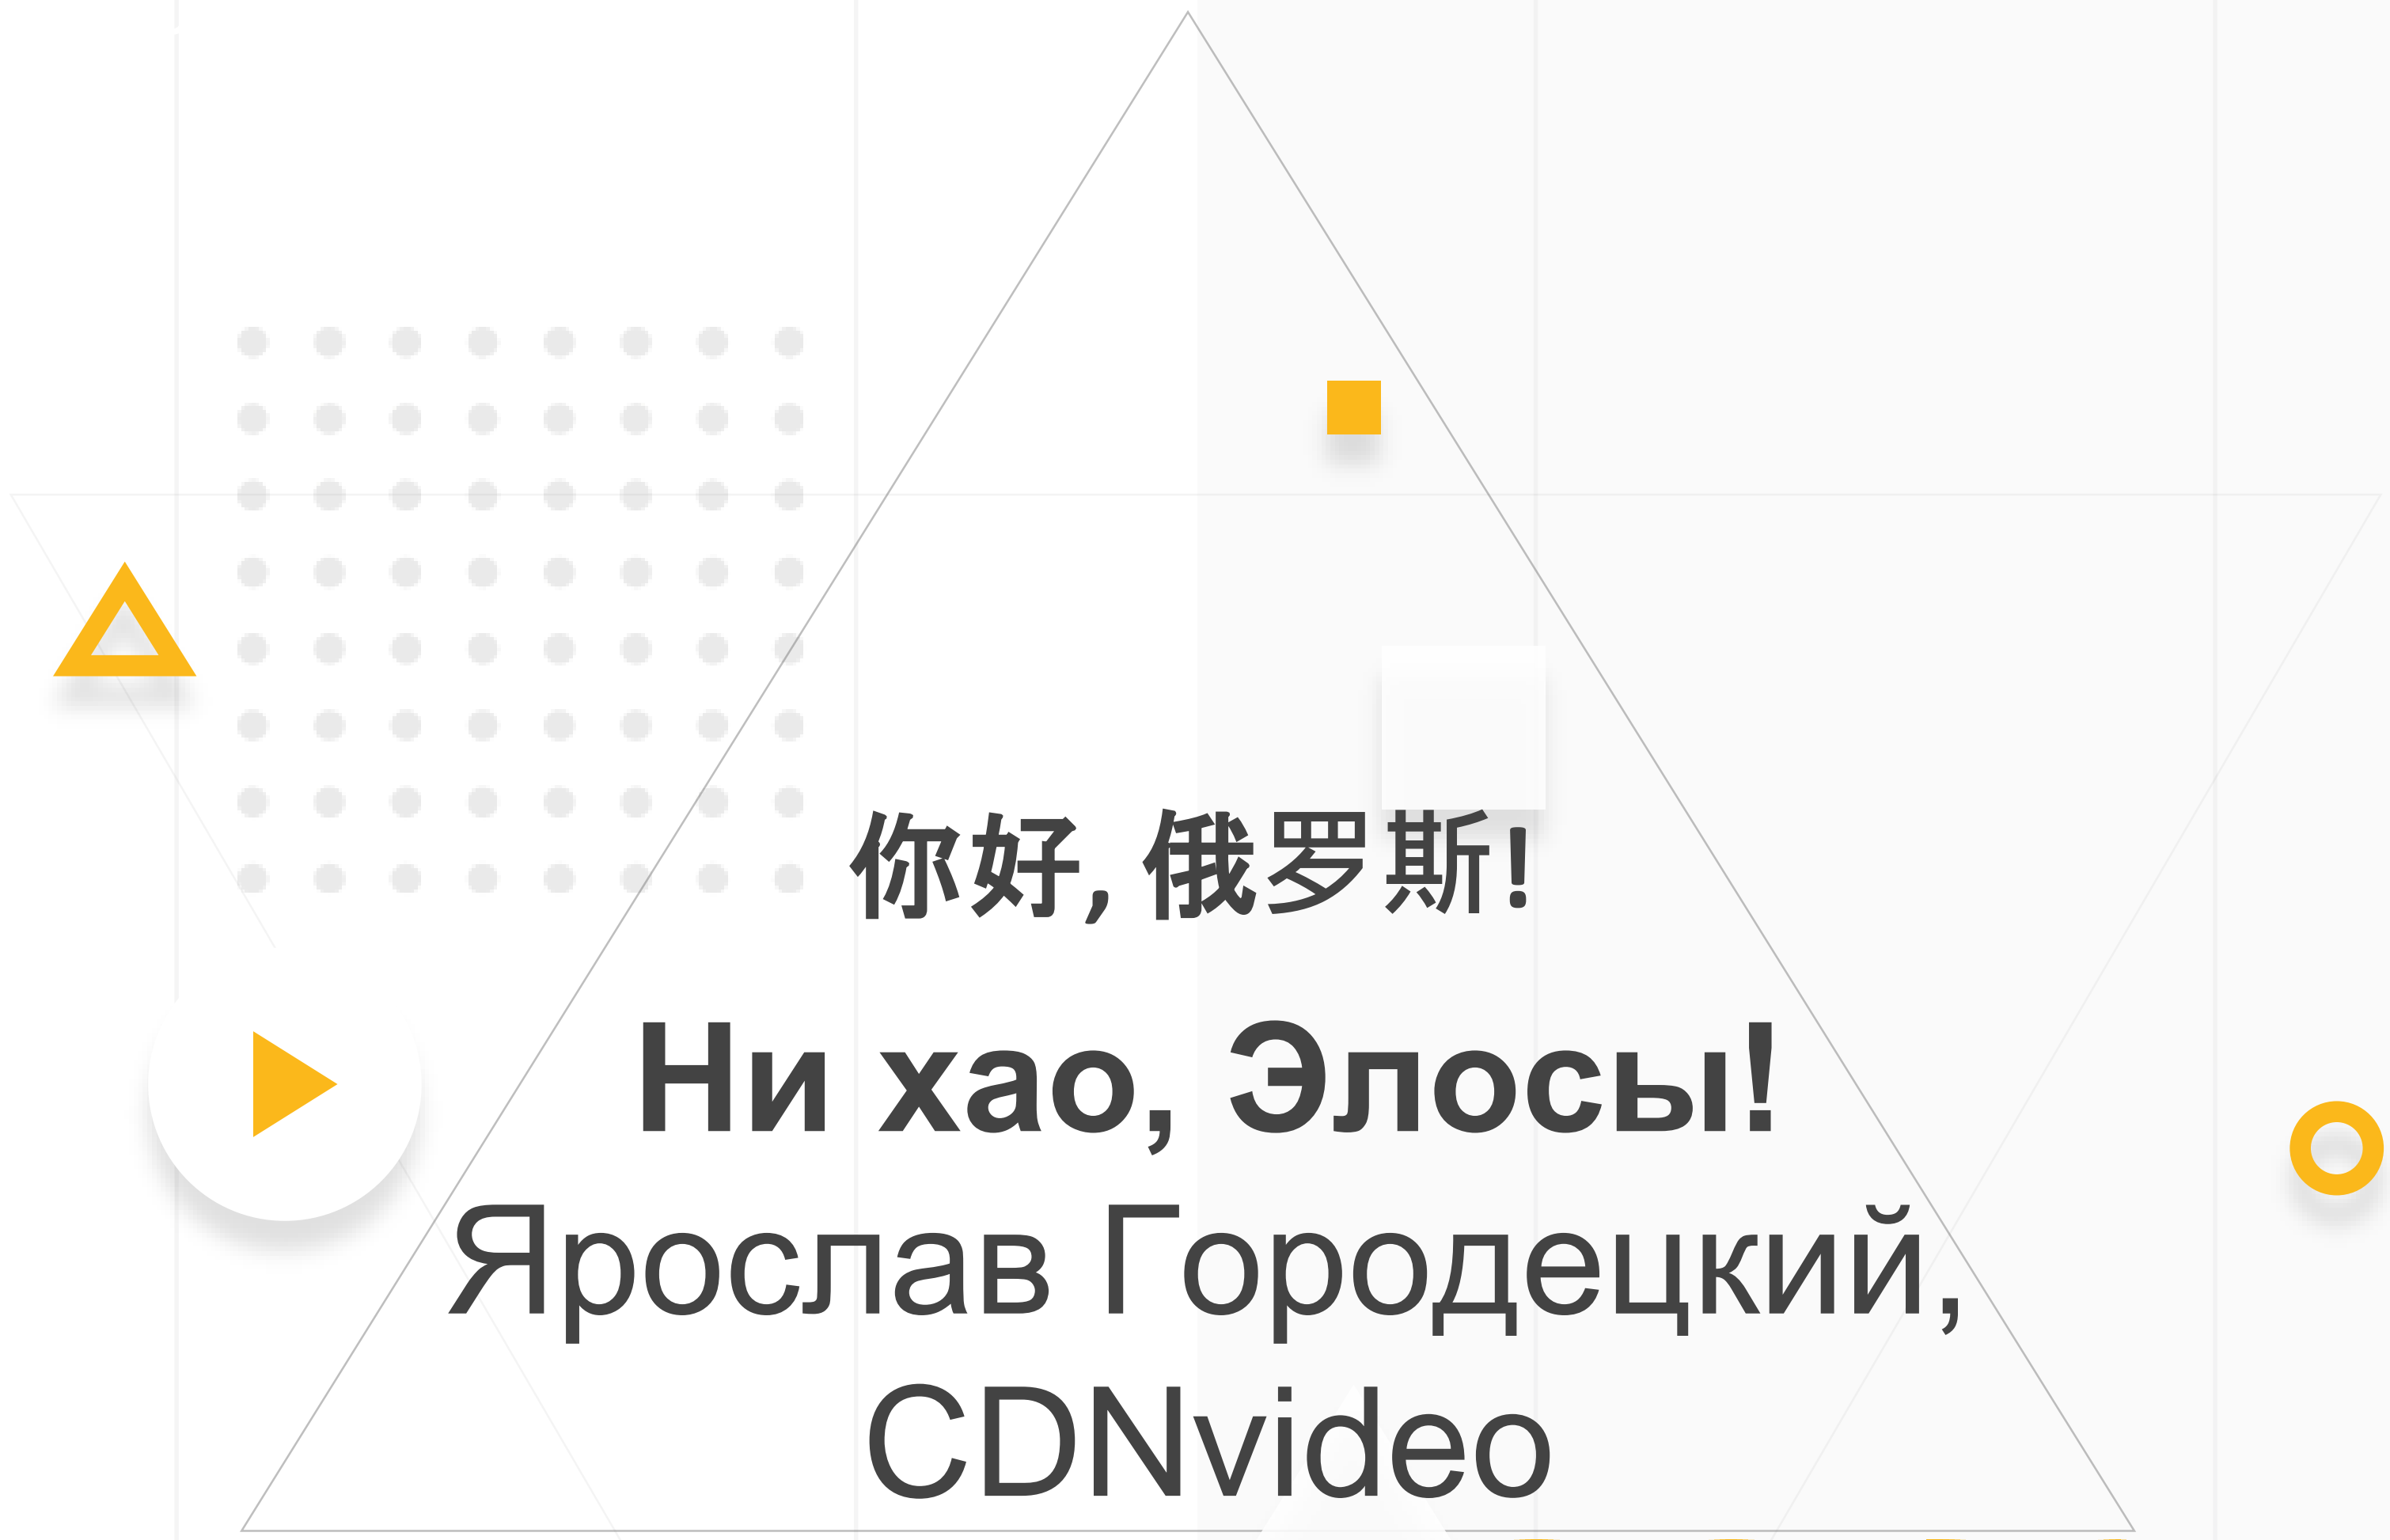 你好, 俄罗斯!
Ни хао, Элосы!
Ярослав Городецкий,
CDNvideo